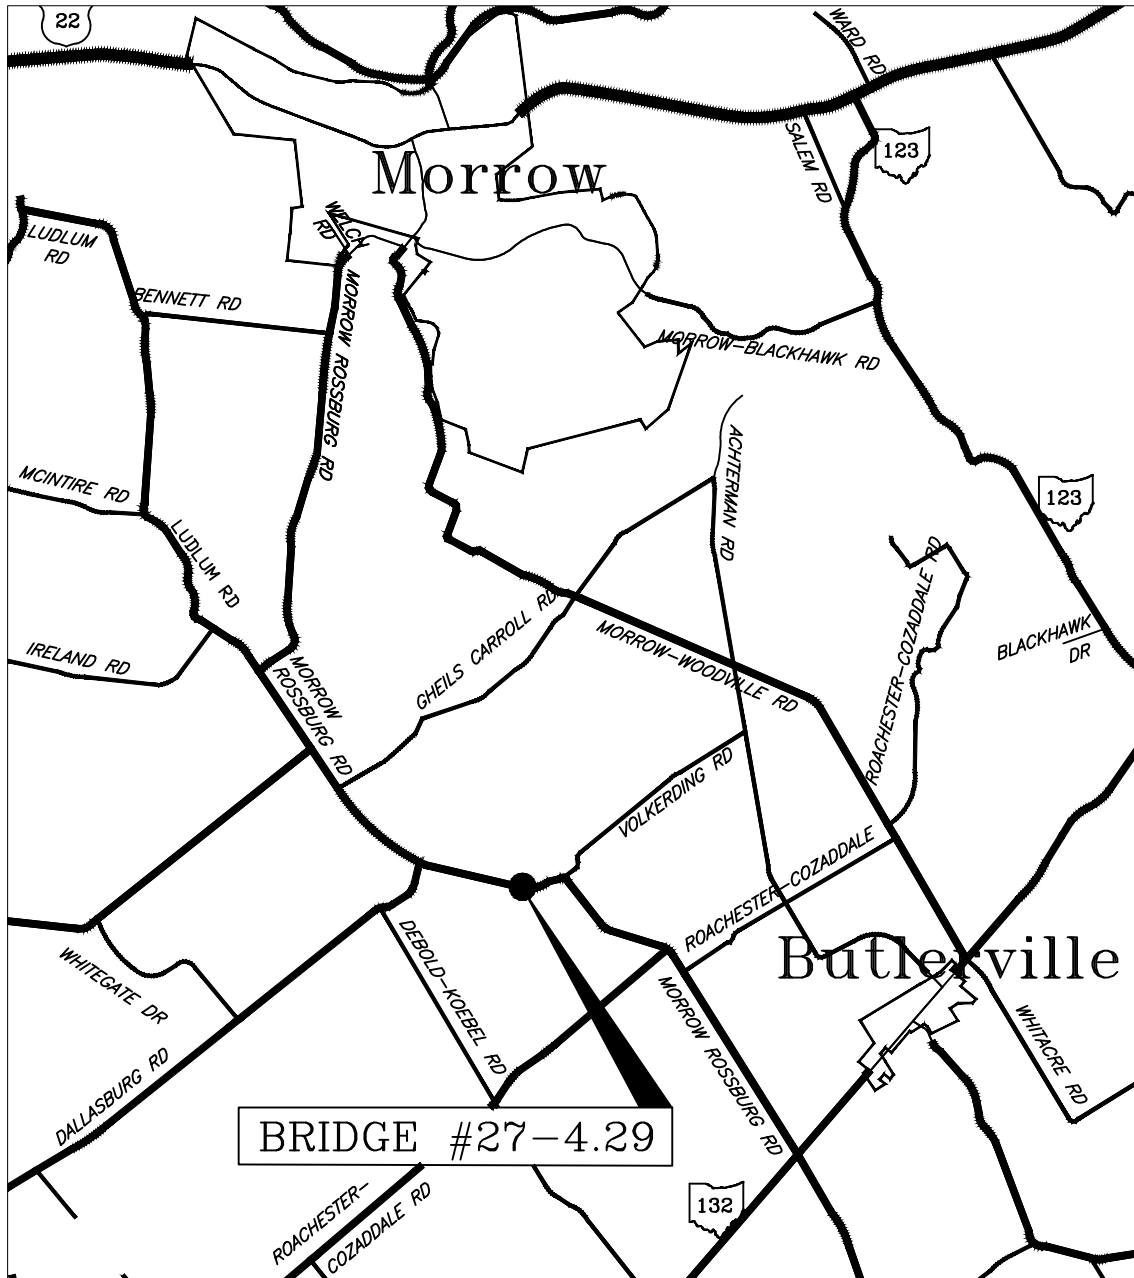 22
WARD RD
SALEM RD
123
Morrow
WELCH
RD
LUDLUM
RD
BENNETT RD
MORROW ROSSBURG RD
MORROW-BLACKHAWK RD
ACHTERMAN RD
MCINTIRE RD
LUDLUM RD
123
ROACHESTER-COZADDALE RD
BLACKHAWK
DR
IRELAND RD
GHEILS CARROLL RD
MORROW-WOODVILLE RD
MORROW
ROSSBURG RD
VOLKERDING RD
ROACHESTER-COZADDALE
Butlerville
WHITEGATE DR
DEBOLD-KOEBEL RD
MORROW ROSSBURG RD
WHITACRE RD
DALLASBURG RD
BRIDGE #27-4.29
132
ROACHESTER-
COZADDALE RD